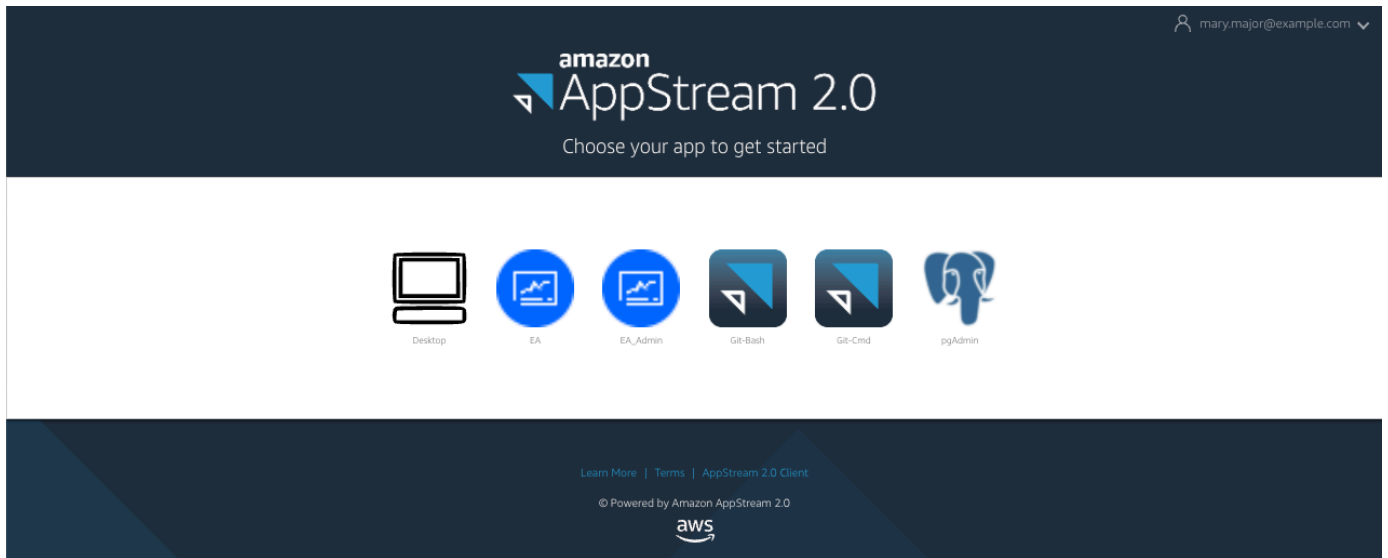 mary.major@example.com
amazon
AppStream 2.0
Choose your app to get started
Desktop EA EA_Admin Git-Bash Git-Cmd pgAdmin
Learn More | Terms | AppStream 2.0 Client
© Powered by Amazon AppStream 2.0
aws